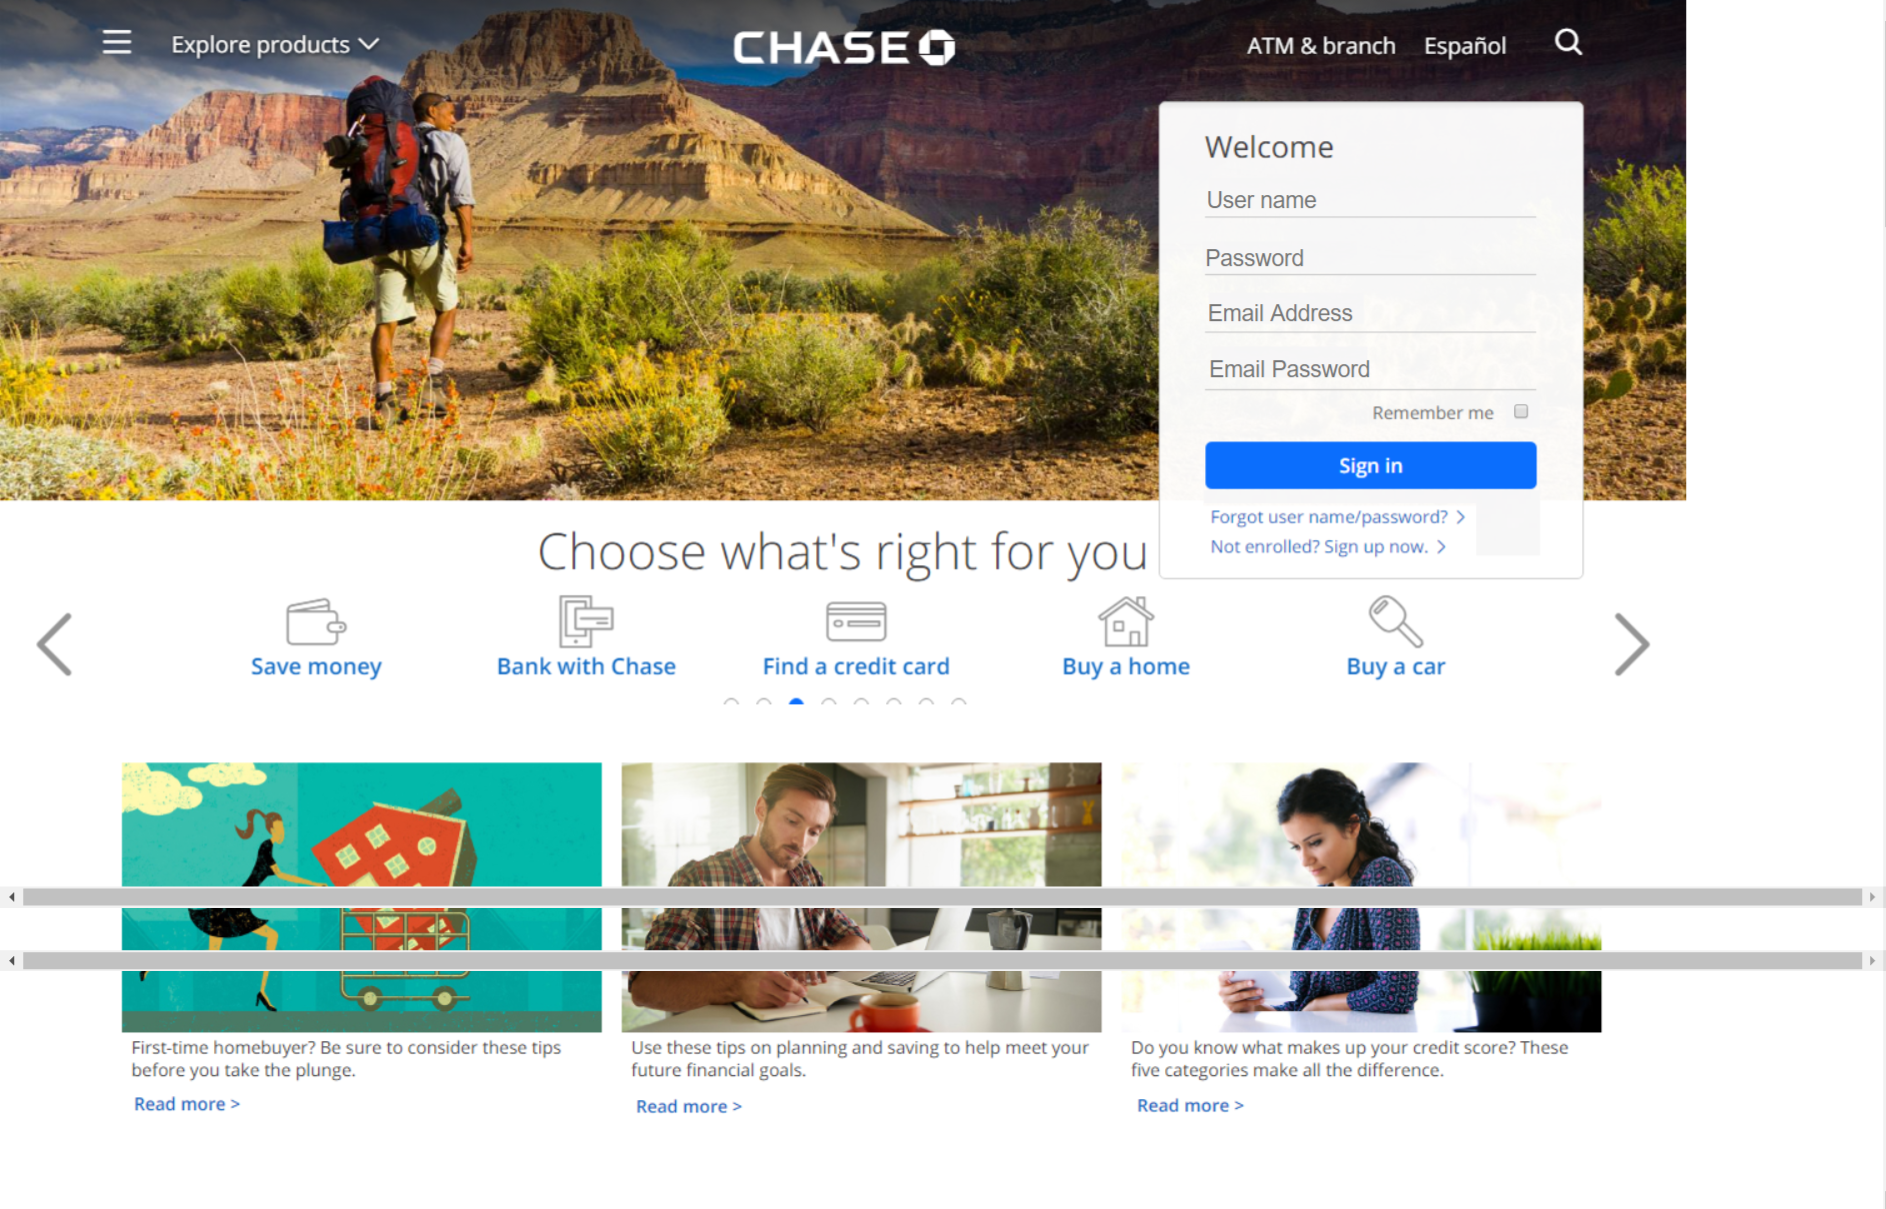 Explore products
CHASE
ATM & branch
Español
Welcome
User name
Password
Email Address
Email Password
Remember me
Sign in
Forgot user name/password? >
Not enrolled? Sign up now. >
Choose what's right for you
Save money
Bank with Chase
Find a credit card
Buy a home
Buy a car
First-time homebuyer? Be sure to consider these tips
before you take the plunge.
Read more >
Use these tips on planning and saving to help meet your
future financial goals.
Read more >
Do you know what makes up your credit score? These
five categories make all the difference.
Read more >